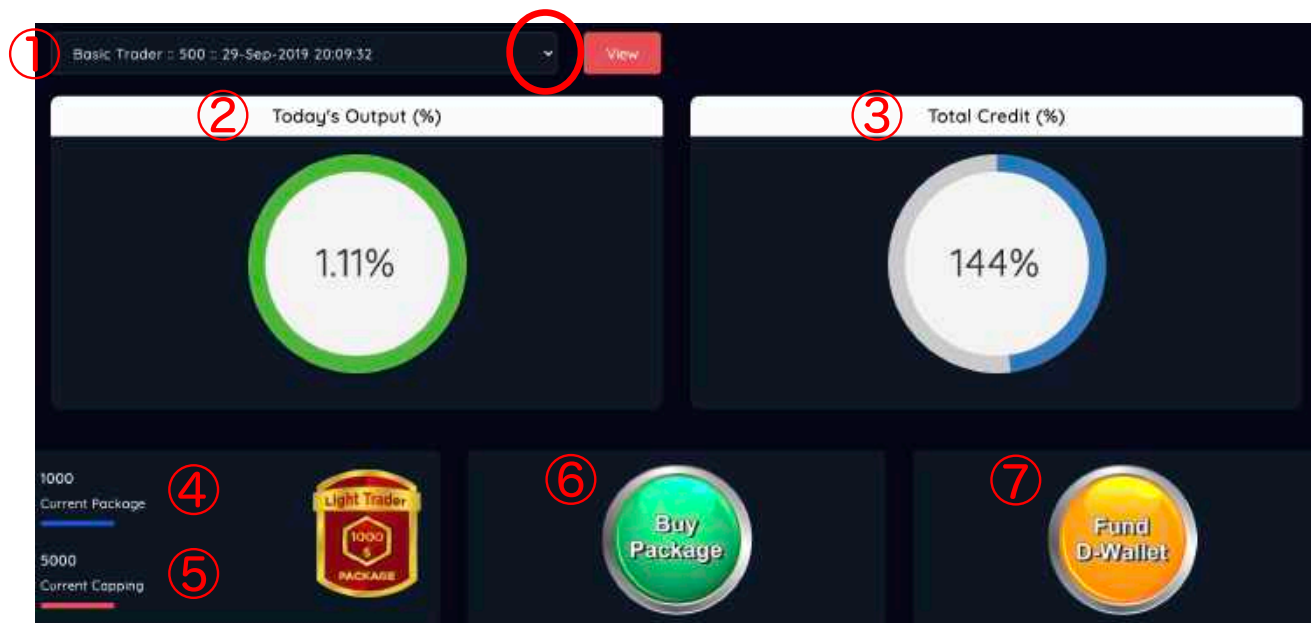 ① Basic Trader :: 500 :: 29-Sep-2019 20:09:32 View
② Today's Output (%)
③ Total Credit (%)
1.11%
144%
1000
Current Package ④
5000
Current Capping ⑤
Light Trader
1000
$
PACKAGE
⑥ Buy
Package
⑦ Fund
D-Wallet